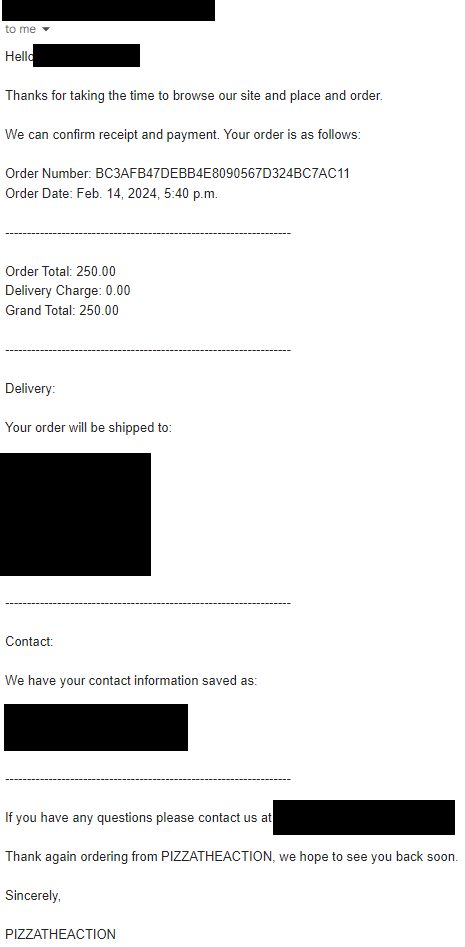 to me
Hello
Thanks for taking the time to browse our site and place and order.
We can confirm receipt and payment. Your order is as follows:
Order Number: BC3AFB47DEBB4E8090567D324BC7AC11
Order Date: Feb. 14, 2024, 5:40 p.m.
------------------------------------------------------------------
Order Total: 250.00
Delivery Charge: 0.00
Grand Total: 250.00
------------------------------------------------------------------
Delivery:
Your order will be shipped to:
------------------------------------------------------------------
Contact:
We have your contact information saved as:
------------------------------------------------------------------
If you have any questions please contact us at
Thank again ordering from PIZZATHEACTION, we hope to see you back soon.
Sincerely,
PIZZATHEACTION